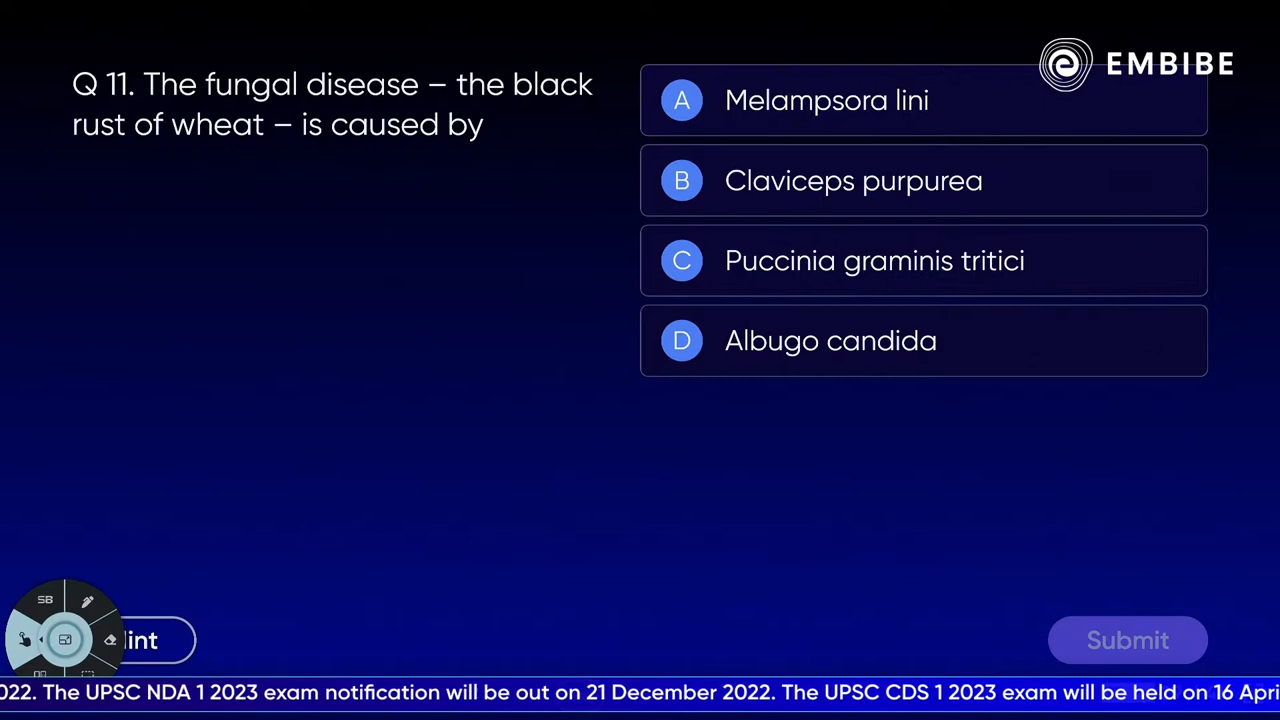 EMBIBE
Q 11. The fungal disease – the black
rust of wheat – is caused by
A Melampsora lini
B Claviceps purpurea
C Puccinia graminis tritici
D Albugo candida
SB
Submit
022. The UPSC NDA 1 2023 exam notification will be out on 21 December 2022. The UPSC CDS 1 2023 exam will be held on 16 Apri